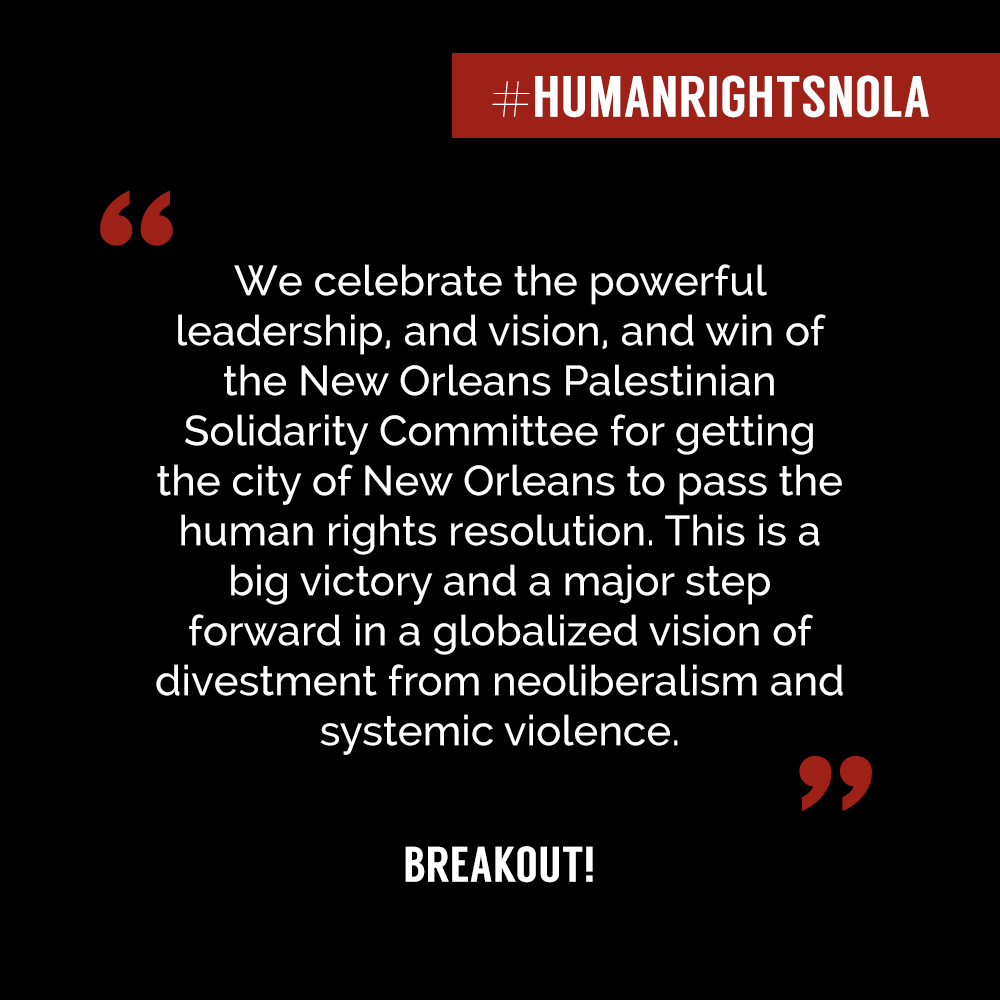 #HUMANRIGHTSNOLA
“
We celebrate the powerful
leadership, and vision, and win of
the New Orleans Palestinian
Solidarity Committee for getting
the city of New Orleans to pass the
human rights resolution. This is a
big victory and a major step
forward in a globalized vision of
divestment from neoliberalism and
systemic violence.
”
BREAKOUT!